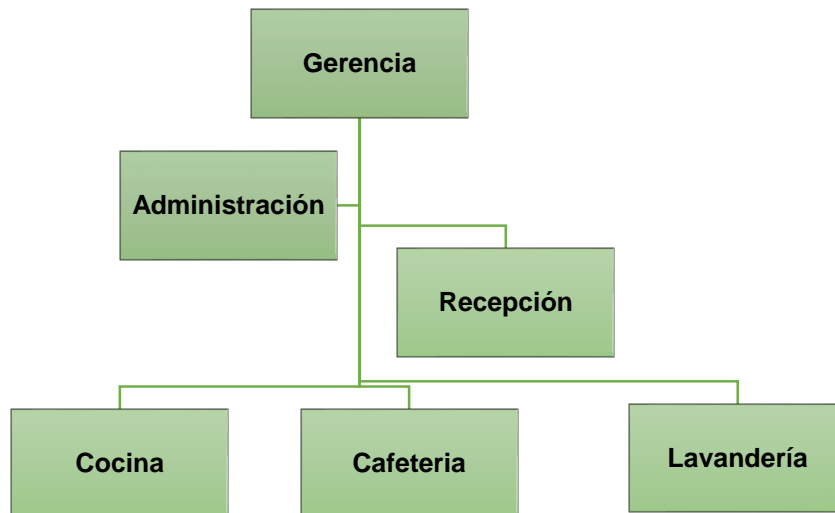 Gerencia
Administración
Recepción
Cocina
Cafeteria
Lavandería